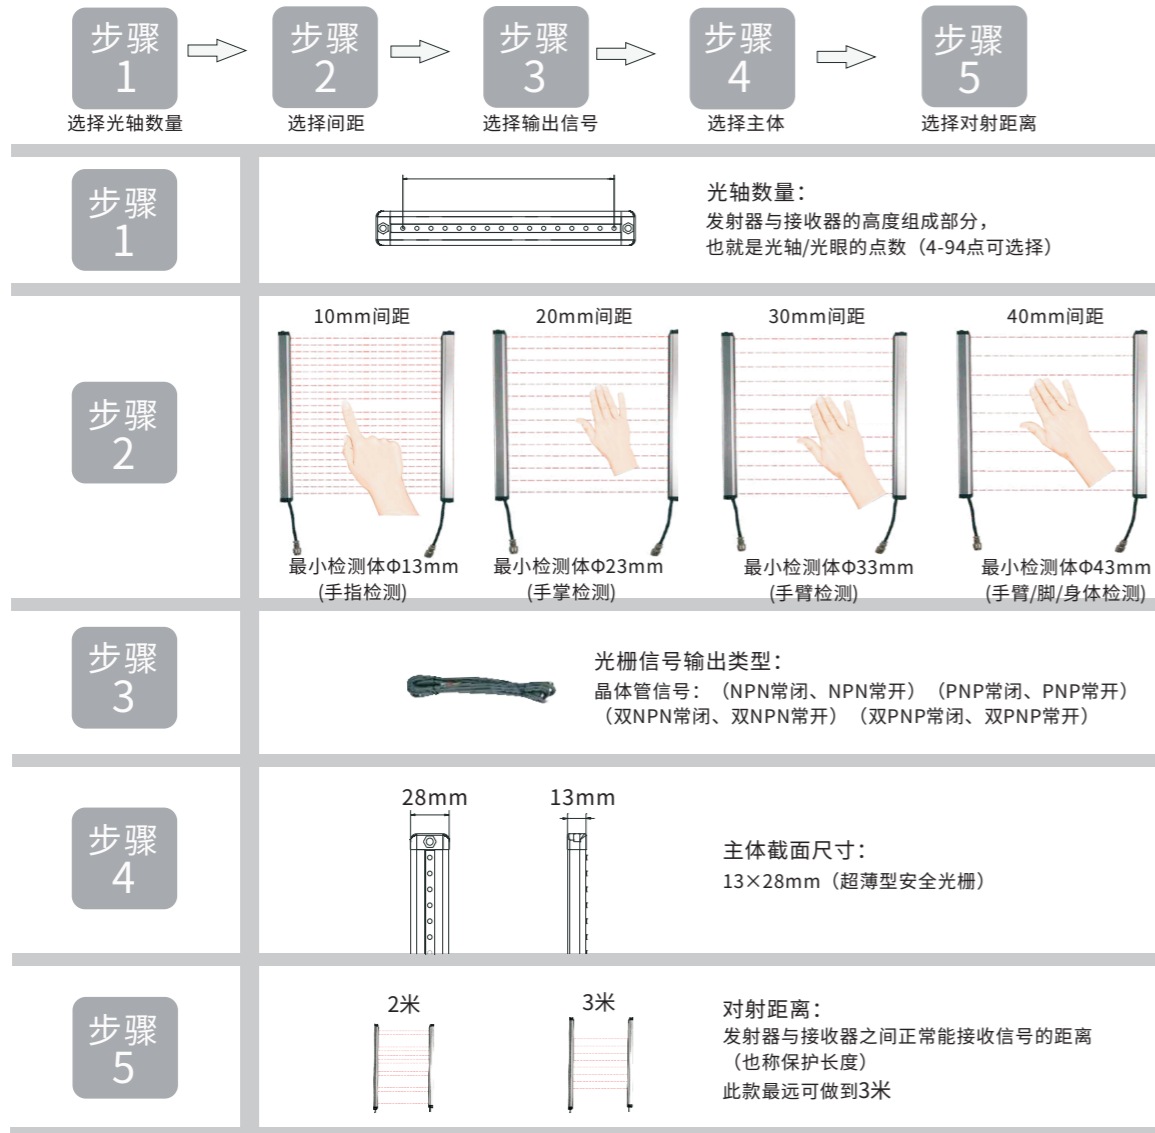 步骤
1
步骤
2
步骤
3
步骤
4
步骤
5
选择光轴数量
选择间距
选择输出信号
选择主体
选择对射距离
步骤
1
光轴数量：
发射器与接收器的高度组成部分，
也就是光轴/光眼的点数（4-94点可选择）
步骤
2
10mm间距
20mm间距
30mm间距
40mm间距
最小检测体Φ13mm
(手指检测)
最小检测体Φ23mm
(手掌检测)
最小检测体Φ33mm
(手臂检测)
最小检测体Φ43mm
(手臂/脚/身体检测)
步骤
3
光栅信号输出类型：
晶体管信号：（NPN常闭、NPN常开）（PNP常闭、PNP常开）
（双NPN常闭、双NPN常开）（双PNP常闭、双PNP常开）
步骤
4
28mm
13mm
主体截面尺寸：
13×28mm（超薄型安全光栅）
步骤
5
2米
3米
对射距离：
发射器与接收器之间正常能接收信号的距离
（也称保护长度）
此款最远可做到3米